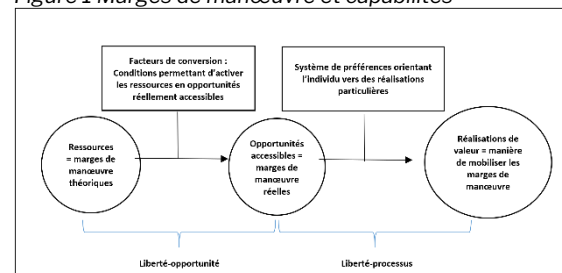 Figure 1 Marges de manœuvre et capabilités
Facteurs de conversion :
Conditions permettant d'activer
les ressources en opportunités
réellement accessibles
Système de préférences orientant
l'individu vers des réalisations
particulières
Ressources
= marges de
manœuvre
théoriques
Opportunités
accessibles =
marges de
manœuvre
réelles
Réalisations de
valeur = manière
de mobiliser les
marges de
manœuvre
Liberté-opportunité
Liberté-processus